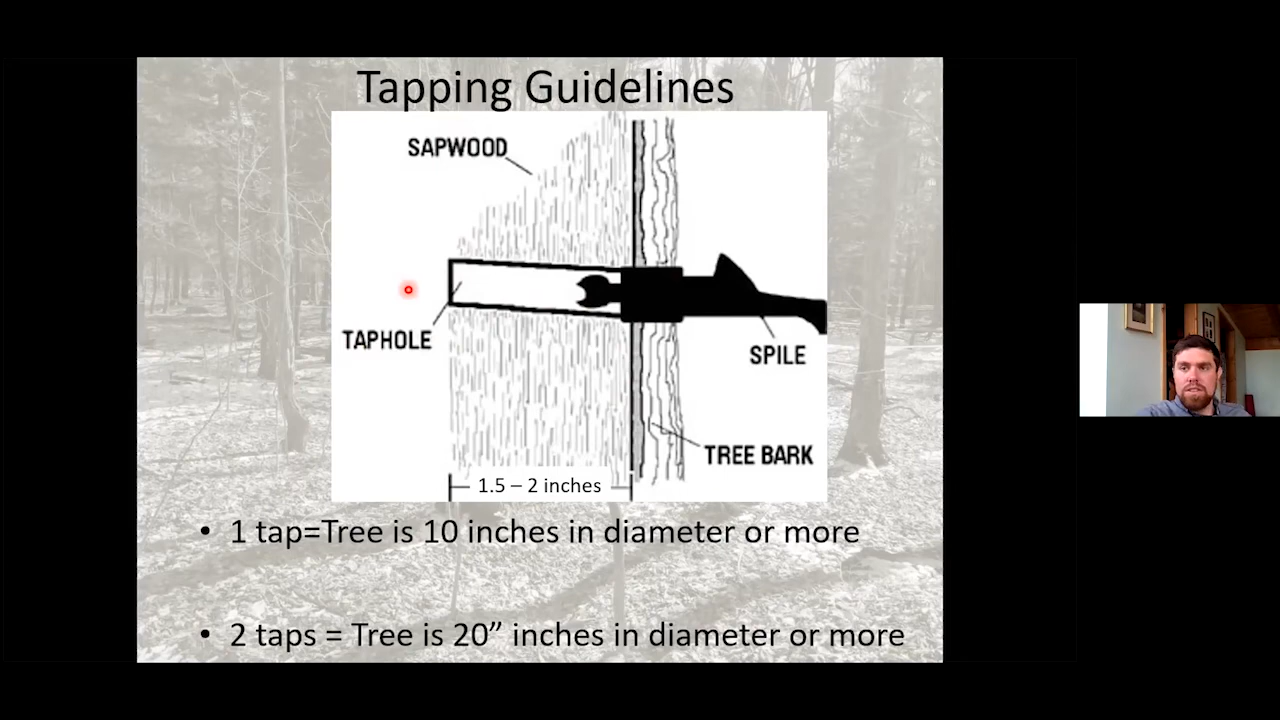 Tapping Guidelines
SAPWOOD
TAPHOLE
SPILE
TREE BARK
1.5 – 2 inches
• 1 tap=Tree is 10 inches in diameter or more
• 2 taps = Tree is 20” inches in diameter or more